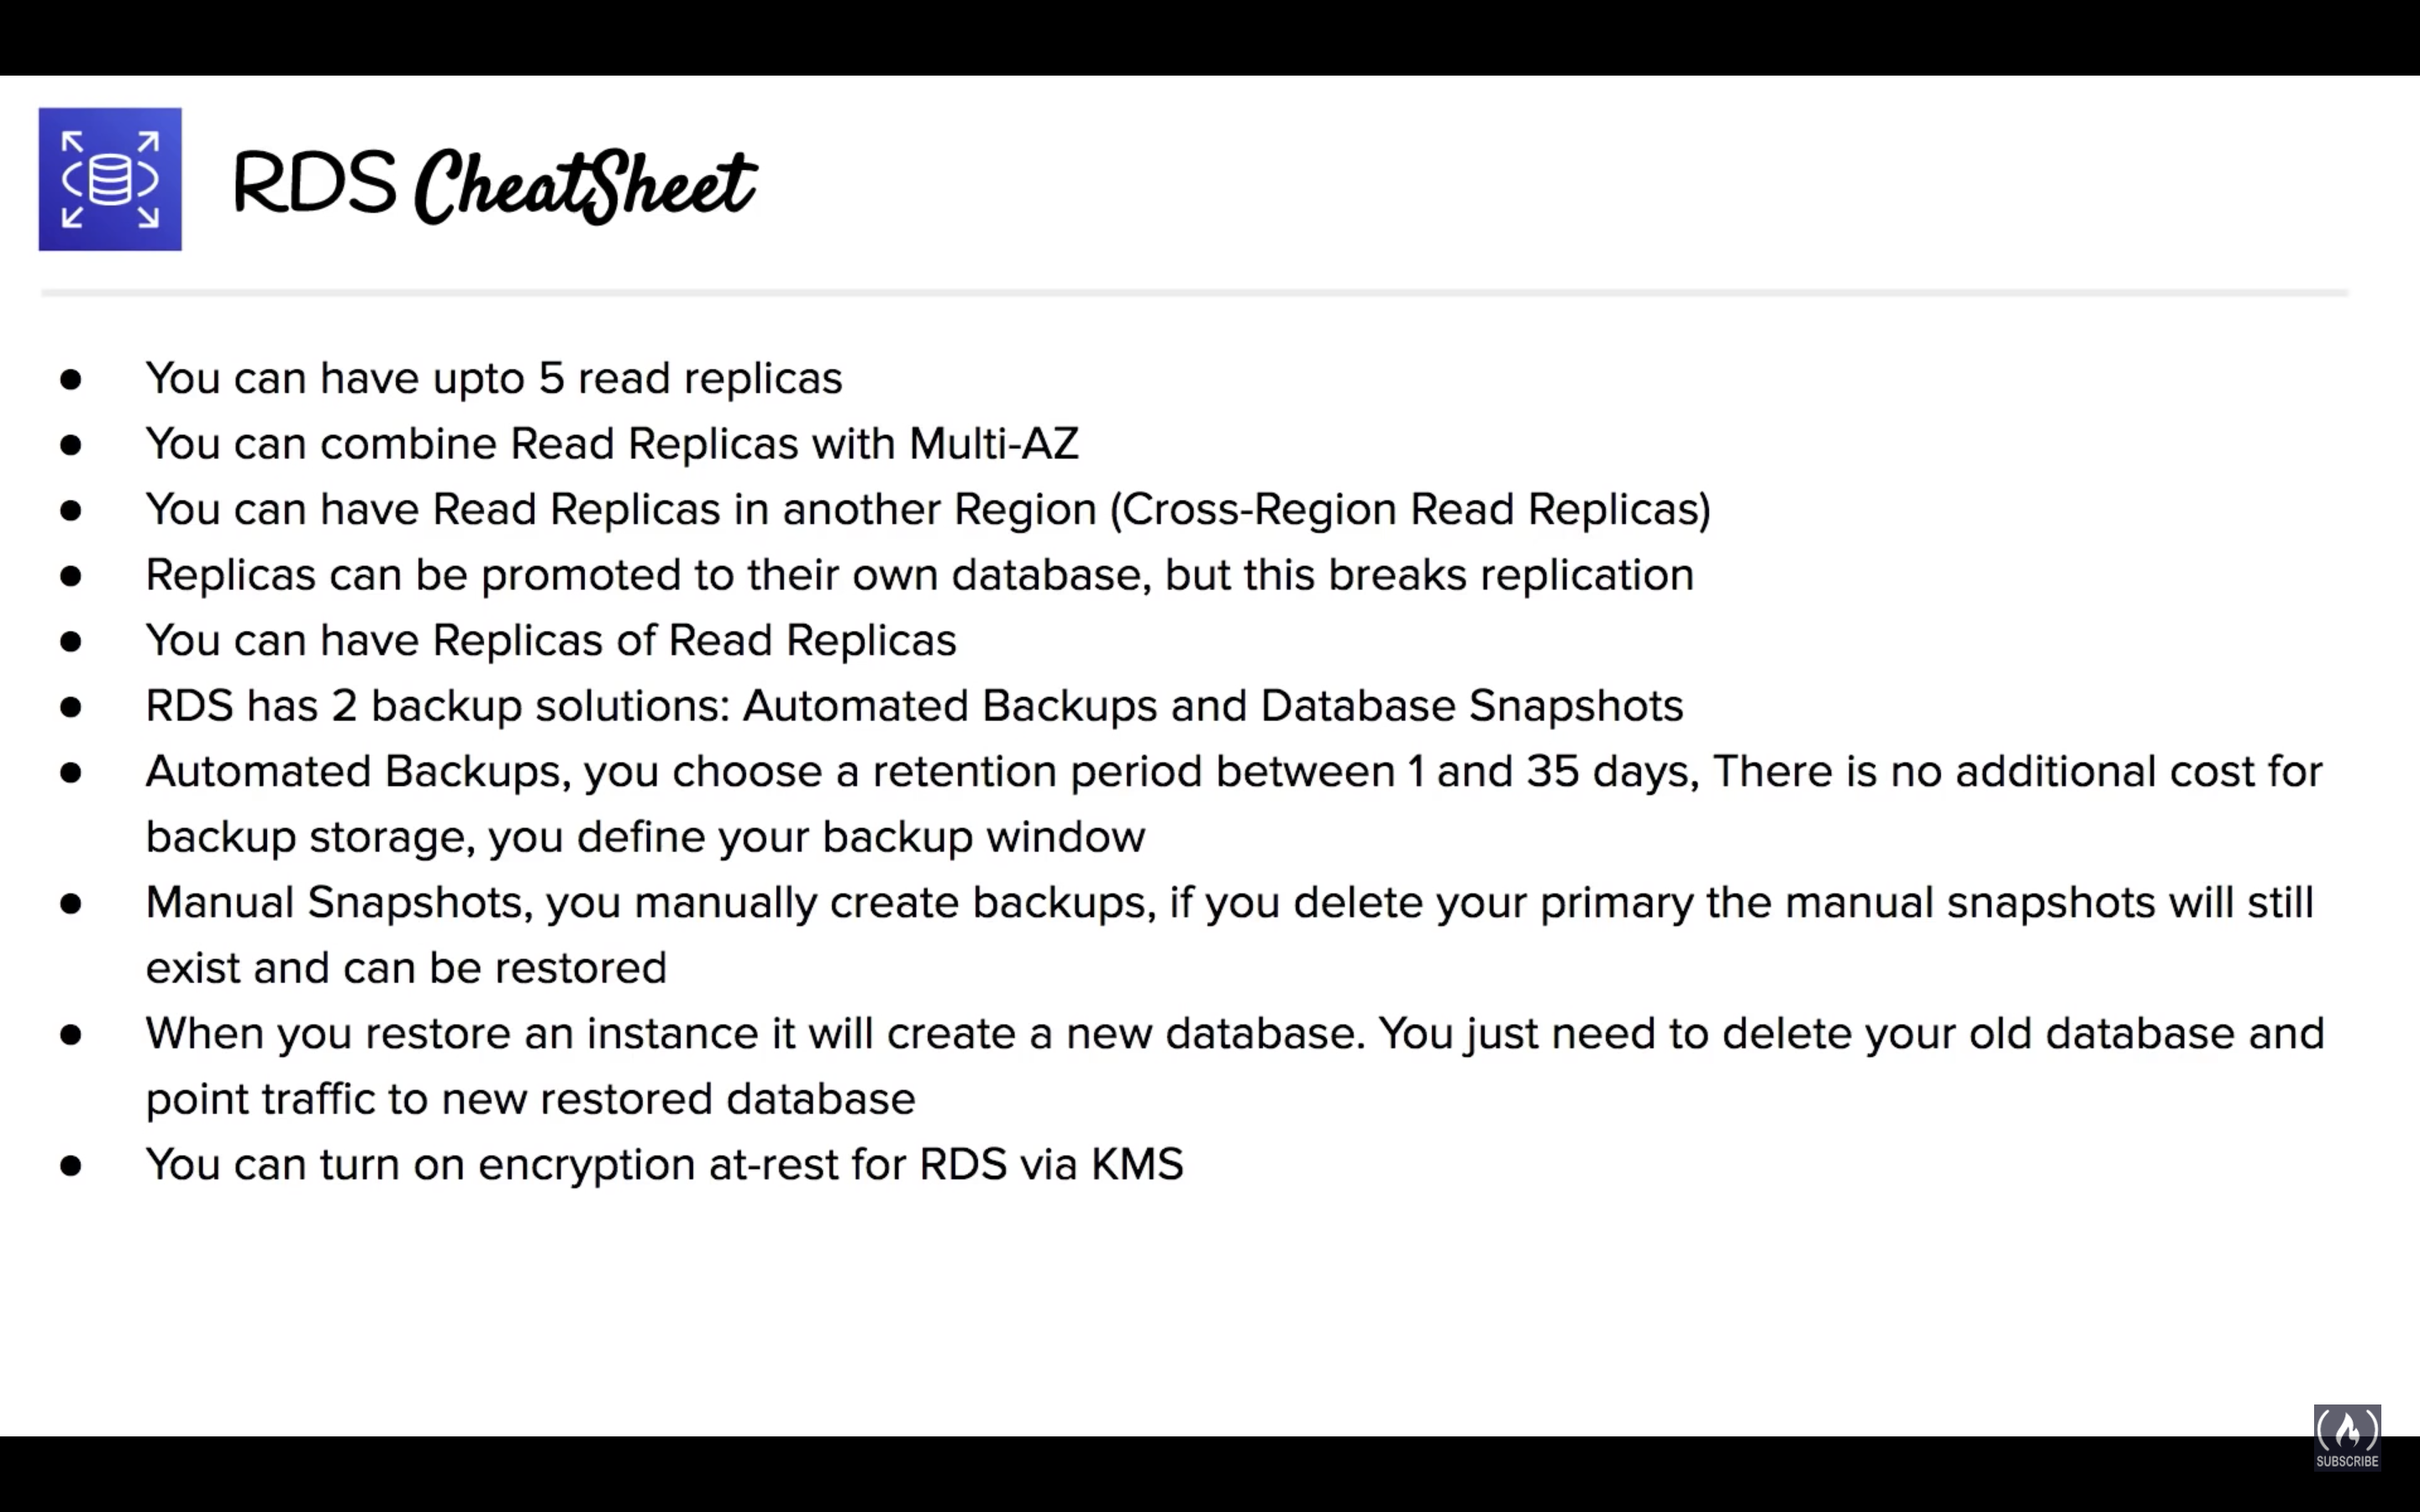 RDS CheatSheet
● You can have upto 5 read replicas
● You can combine Read Replicas with Multi-AZ
● You can have Read Replicas in another Region (Cross-Region Read Replicas)
● Replicas can be promoted to their own database, but this breaks replication
● You can have Replicas of Read Replicas
● RDS has 2 backup solutions: Automated Backups and Database Snapshots
● Automated Backups, you choose a retention period between 1 and 35 days, There is no additional cost for
backup storage, you define your backup window
● Manual Snapshots, you manually create backups, if you delete your primary the manual snapshots will still
exist and can be restored
● When you restore an instance it will create a new database. You just need to delete your old database and
point traffic to new restored database
● You can turn on encryption at-rest for RDS via KMS
SUBSCRIBE